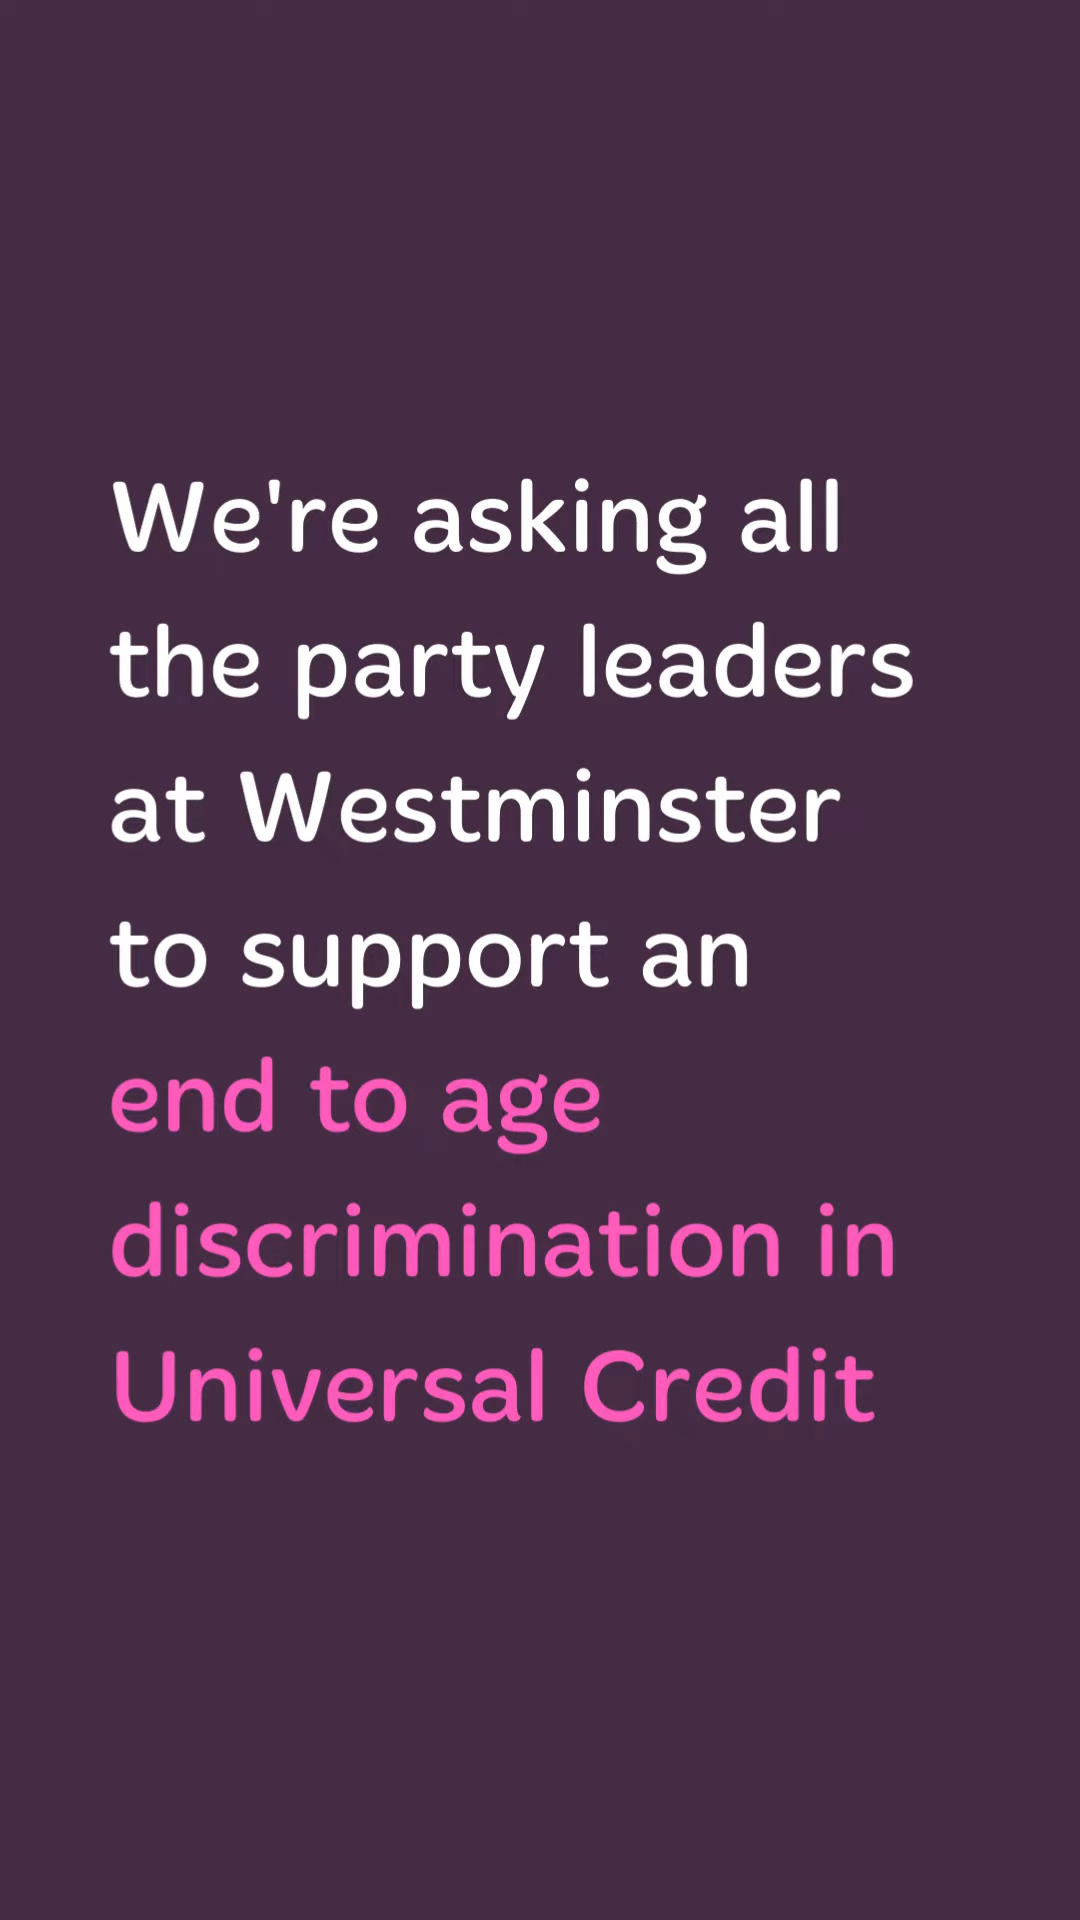 We're asking all
the party leaders
at Westminster
to support an
end to age
discrimination in
Universal Credit